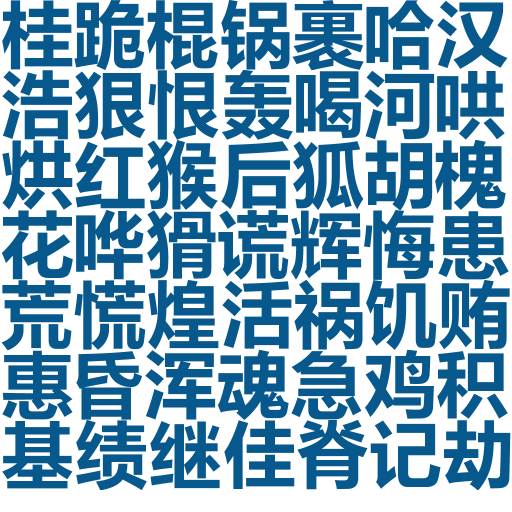 桂跪棍锅裹哈汉
浩狠恨轰喝河哄
烘红猴后狐胡槐
花哗猾谎辉悔患
荒慌煌活祸饥贿
惠昏浑魂急鸡积
基绩继佳脊记劫